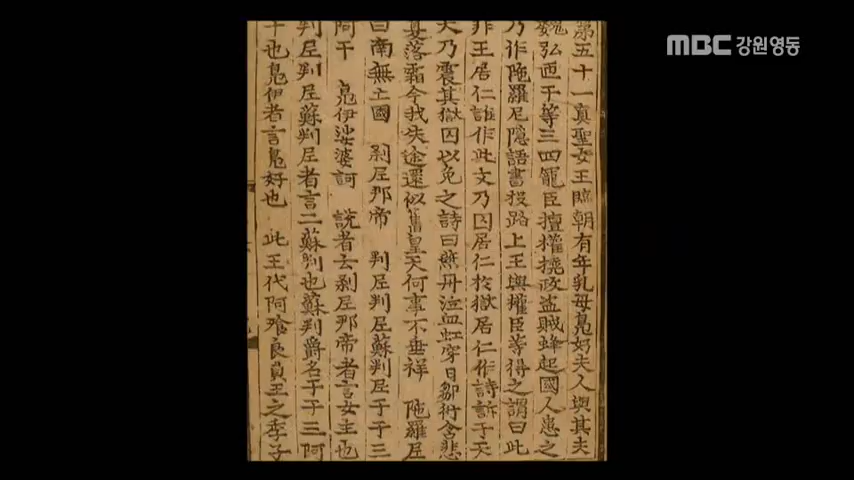 MBC 강원영동
第五十一真聖女王臨朝有年乳母鳧好夫人與其夫
魏弘匝干等三四寵臣擅權撓政盜賊蜂起國人患之
乃作陁羅尼隱語書投路上王與權臣等得之謂曰此
非王居仁誰作此文乃囚居仁於獄居仁作詩訴于天
天乃震其獄囚以免之詩曰燕丹泣血虹穿日鄒衍含悲
夏落霜今我失途還似舊皇天何事不垂祥 陁羅尼
曰南無亡國 刹尼那帝 判尼判尼蘇判尼于于三
阿干 鳧伊娑婆訶 說者云刹尼那帝者言女主也
判尼判尼蘇判尼者言二蘇判也蘇判爵名于于三阿
干也鳧伊者言鳧好也 此王代阿飡良貞王之季子